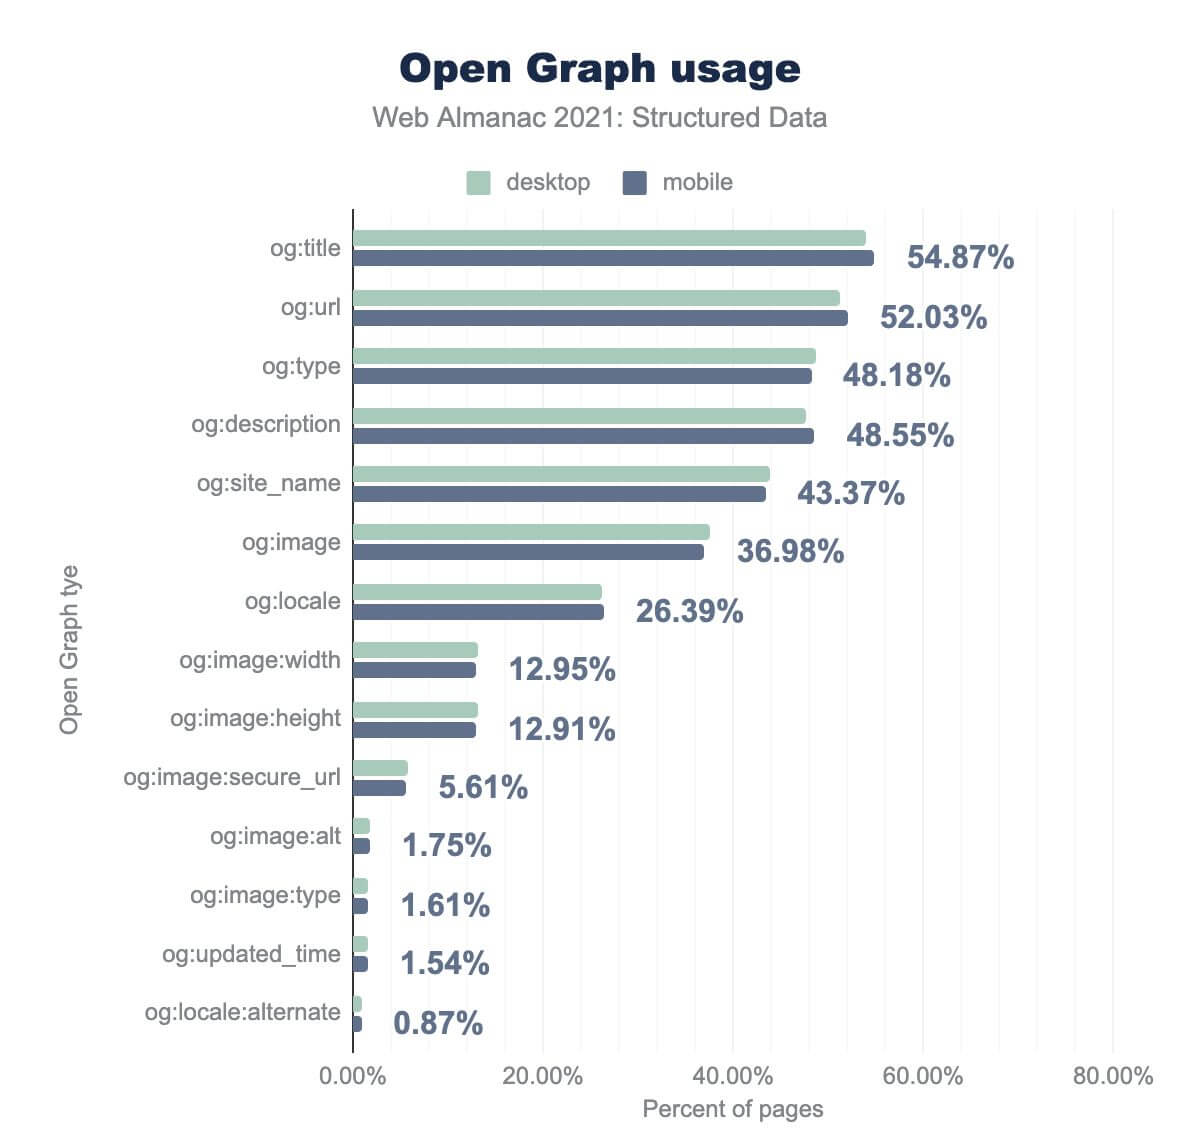 Open Graph usage
Web Almanac 2021: Structured Data
desktop mobile
og:title 54.87%
og:url 52.03%
og:type 48.18%
og:description 48.55%
og:site_name 43.37%
og:image 36.98%
og:locale 26.39%
og:image:width 12.95%
og:image:height 12.91%
og:image:secure_url 5.61%
og:image:alt 1.75%
og:image:type 1.61%
og:updated_time 1.54%
og:locale:alternate 0.87%
Open Graph tye
0.00% 20.00% 40.00% 60.00% 80.00%
Percent of pages